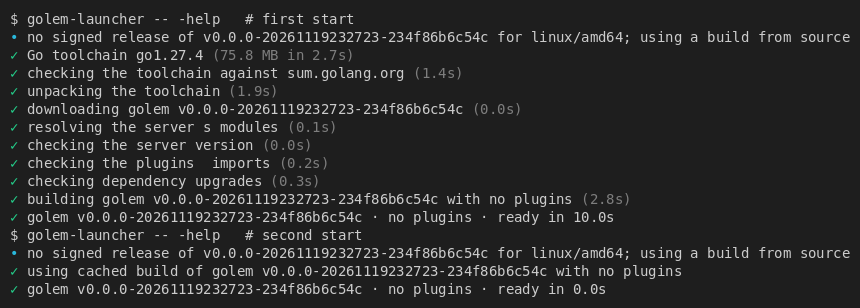 $ golem-launcher -- -help   # first start
• no signed release of v0.0.0-20261119232723-234f86b6c54c for linux/amd64; using a build from source
✓ Go toolchain go1.27.4 (75.8 MB in 2.7s)
✓ checking the toolchain against sum.golang.org (1.4s)
✓ unpacking the toolchain (1.9s)
✓ downloading golem v0.0.0-20261119232723-234f86b6c54c (0.0s)
✓ resolving the server s modules (0.1s)
✓ checking the server version (0.0s)
✓ checking the plugins  imports (0.2s)
✓ checking dependency upgrades (0.3s)
✓ building golem v0.0.0-20261119232723-234f86b6c54c with no plugins (2.8s)
✓ golem v0.0.0-20261119232723-234f86b6c54c · no plugins · ready in 10.0s
$ golem-launcher -- -help   # second start
• no signed release of v0.0.0-20261119232723-234f86b6c54c for linux/amd64; using a build from source
✓ using cached build of golem v0.0.0-20261119232723-234f86b6c54c with no plugins
✓ golem v0.0.0-20261119232723-234f86b6c54c · no plugins · ready in 0.0s